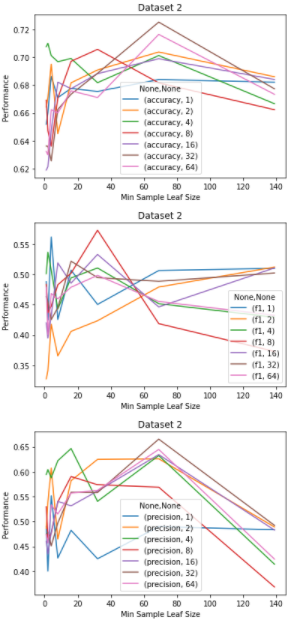 Dataset 2
0.72
0.70
0.68
0.66
0.64
0.62
Performance
None,None
(accuracy, 1)
(accuracy, 2)
(accuracy, 4)
(accuracy, 8)
(accuracy, 16)
(accuracy, 32)
(accuracy, 64)
0 20 40 60 80 100 120 140
Min Sample Leaf Size
Dataset 2
0.55
0.50
0.45
0.40
0.35
Performance
None,None
(f1, 1)
(f1, 2)
(f1, 4)
(f1, 8)
(f1, 16)
(f1, 32)
(f1, 64)
0 20 40 60 80 100 120 140
Min Sample Leaf Size
Dataset 2
0.65
0.60
0.55
0.50
0.45
0.40
Performance
None,None
(precision, 1)
(precision, 2)
(precision, 4)
(precision, 8)
(precision, 16)
(precision, 32)
(precision, 64)
0 20 40 60 80 100 120 140
Min Sample Leaf Size